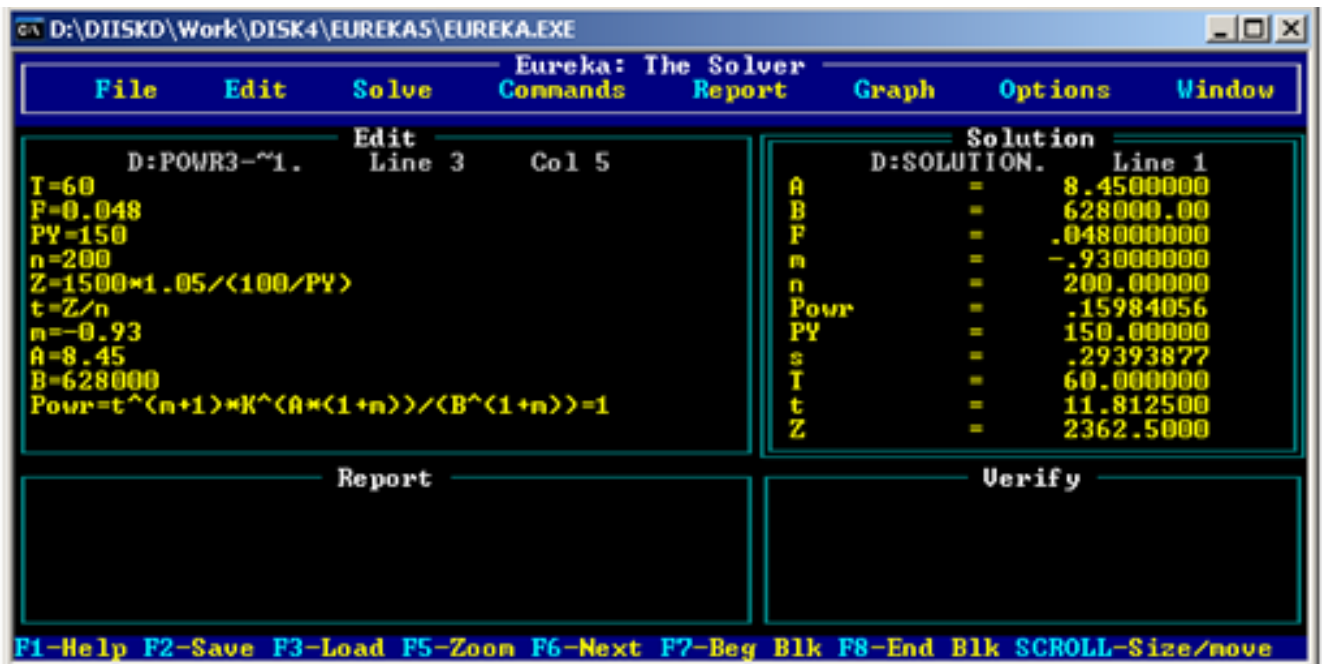 D:\DIISKD\Work\DISK4\EUREKA5\EUREKA.EXE
Eureka: The Solver
File Edit Solve Commands Report Graph Options Window
Edit
D:POWR3-~1. Line 3 Col 5
T=60
F=0.048
PY=150
n=200
Z=1500*1.05/(100/PY)
t=Z/n
m=-0.93
A=8.45
B=628000
Powr=t^(m+1)*K^(A*(1+m))/(B^(1+m))=1
Solution
D:SOLUTION. Line 1
A = 8.4500000
B = 628000.00
F = .048000000
m = -.93000000
n = 200.00000
Powr = .15984056
PY = 150.00000
s = .29393877
T = 60.000000
t = 11.812500
Z = 2362.5000
Report
Verify
F1-Help F2-Save F3-Load F5-Zoom F6-Next F7-Beg Blk F8-End Blk SCROLL-Size/move